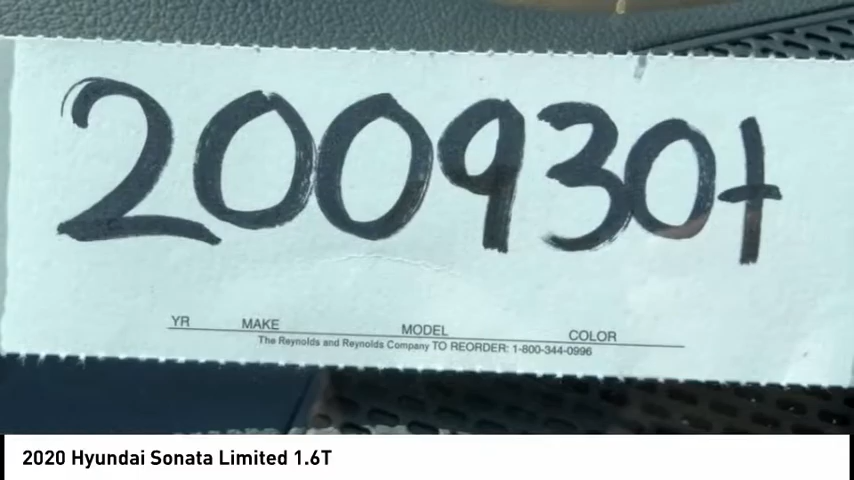 200930t
YR MAKE MODEL COLOR
The Reynolds and Reynolds Company TO REORDER: 1-800-344-0996
2020 Hyundai Sonata Limited 1.6T